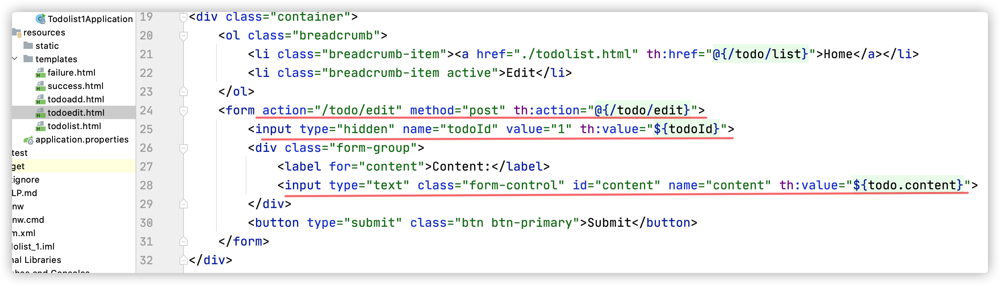 Todolist1Application
resources
static
templates
failure.html
success.html
todoadd.html
todoedit.html
todolist.html
application.properties
test
get
tignore
LP.md
nw
nw.cmd
m.xml
lolist_1.iml
nal Libraries
19 <div class="container">
20 <ol class="breadcrumb">
21 <li class="breadcrumb-item"><a href="./todolist.html" th:href="@{/todo/list}">Home</a></li>
22 <li class="breadcrumb-item active">Edit</li>
23 </ol>
24 <form action="/todo/edit" method="post" th:action="@{/todo/edit}">
25 <input type="hidden" name="todoId" value="1" th:value="${todoId}">
26 <div class="form-group">
27 <label for="content">Content:</label>
28 <input type="text" class="form-control" id="content" name="content" th:value="${todo.content}">
29 </div>
30 <button type="submit" class="btn btn-primary">Submit</button>
31 </form>
32 </div>